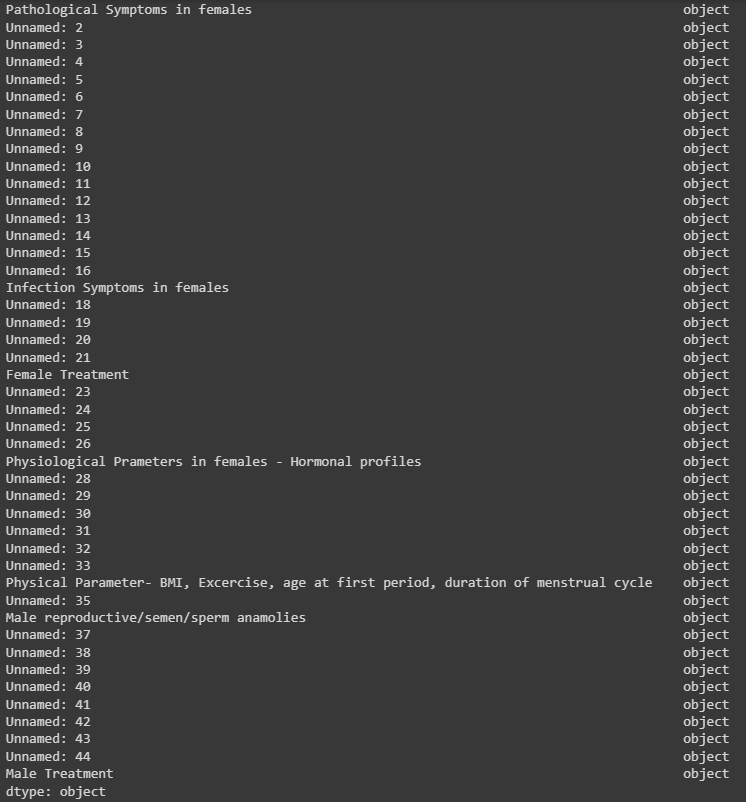 Pathological Symptoms in females object
Unnamed: 2 object
Unnamed: 3 object
Unnamed: 4 object
Unnamed: 5 object
Unnamed: 6 object
Unnamed: 7 object
Unnamed: 8 object
Unnamed: 9 object
Unnamed: 10 object
Unnamed: 11 object
Unnamed: 12 object
Unnamed: 13 object
Unnamed: 14 object
Unnamed: 15 object
Unnamed: 16 object
Infection Symptoms in females object
Unnamed: 18 object
Unnamed: 19 object
Unnamed: 20 object
Unnamed: 21 object
Female Treatment object
Unnamed: 23 object
Unnamed: 24 object
Unnamed: 25 object
Unnamed: 26 object
Physiological Prameters in females - Hormonal profiles object
Unnamed: 28 object
Unnamed: 29 object
Unnamed: 30 object
Unnamed: 31 object
Unnamed: 32 object
Unnamed: 33 object
Physical Parameter- BMI, Excercise, age at first period, duration of menstrual cycle object
Unnamed: 35 object
Male reproductive/semen/sperm anamolies object
Unnamed: 37 object
Unnamed: 38 object
Unnamed: 39 object
Unnamed: 40 object
Unnamed: 41 object
Unnamed: 42 object
Unnamed: 43 object
Unnamed: 44 object
Male Treatment object
dtype: object